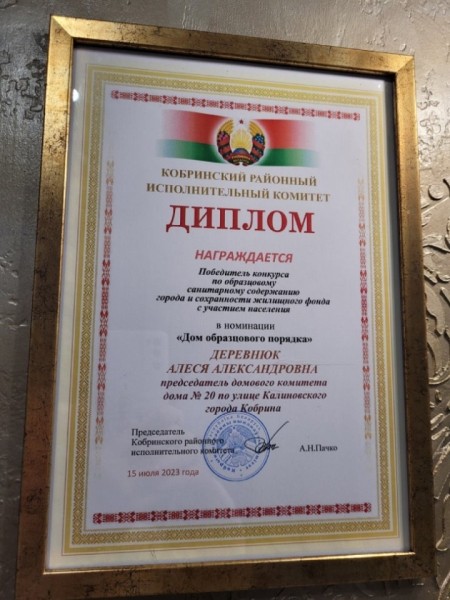 КОБРИНСКИЙ РАЙОННЫЙ
ИСПОЛНИТЕЛЬНЫЙ КОМИТЕТ
ДИПЛОМ
НАГРАЖДАЕТСЯ
Победитель конкурса
по образцовому
санитарному содержанию
города и сохранности жилищного фонда
с участием населения
в номинации
«Дом образцового порядка»
ДЕРЕВНЮК
АЛЕСЯ АЛЕКСАНДРОВНА
председатель домового комитета
дома № 20 по улице Калиновского
города Кобрина
Председатель
Кобринского районного
исполнительного комитета
А.Н.Пачко
15 июля 2023 года